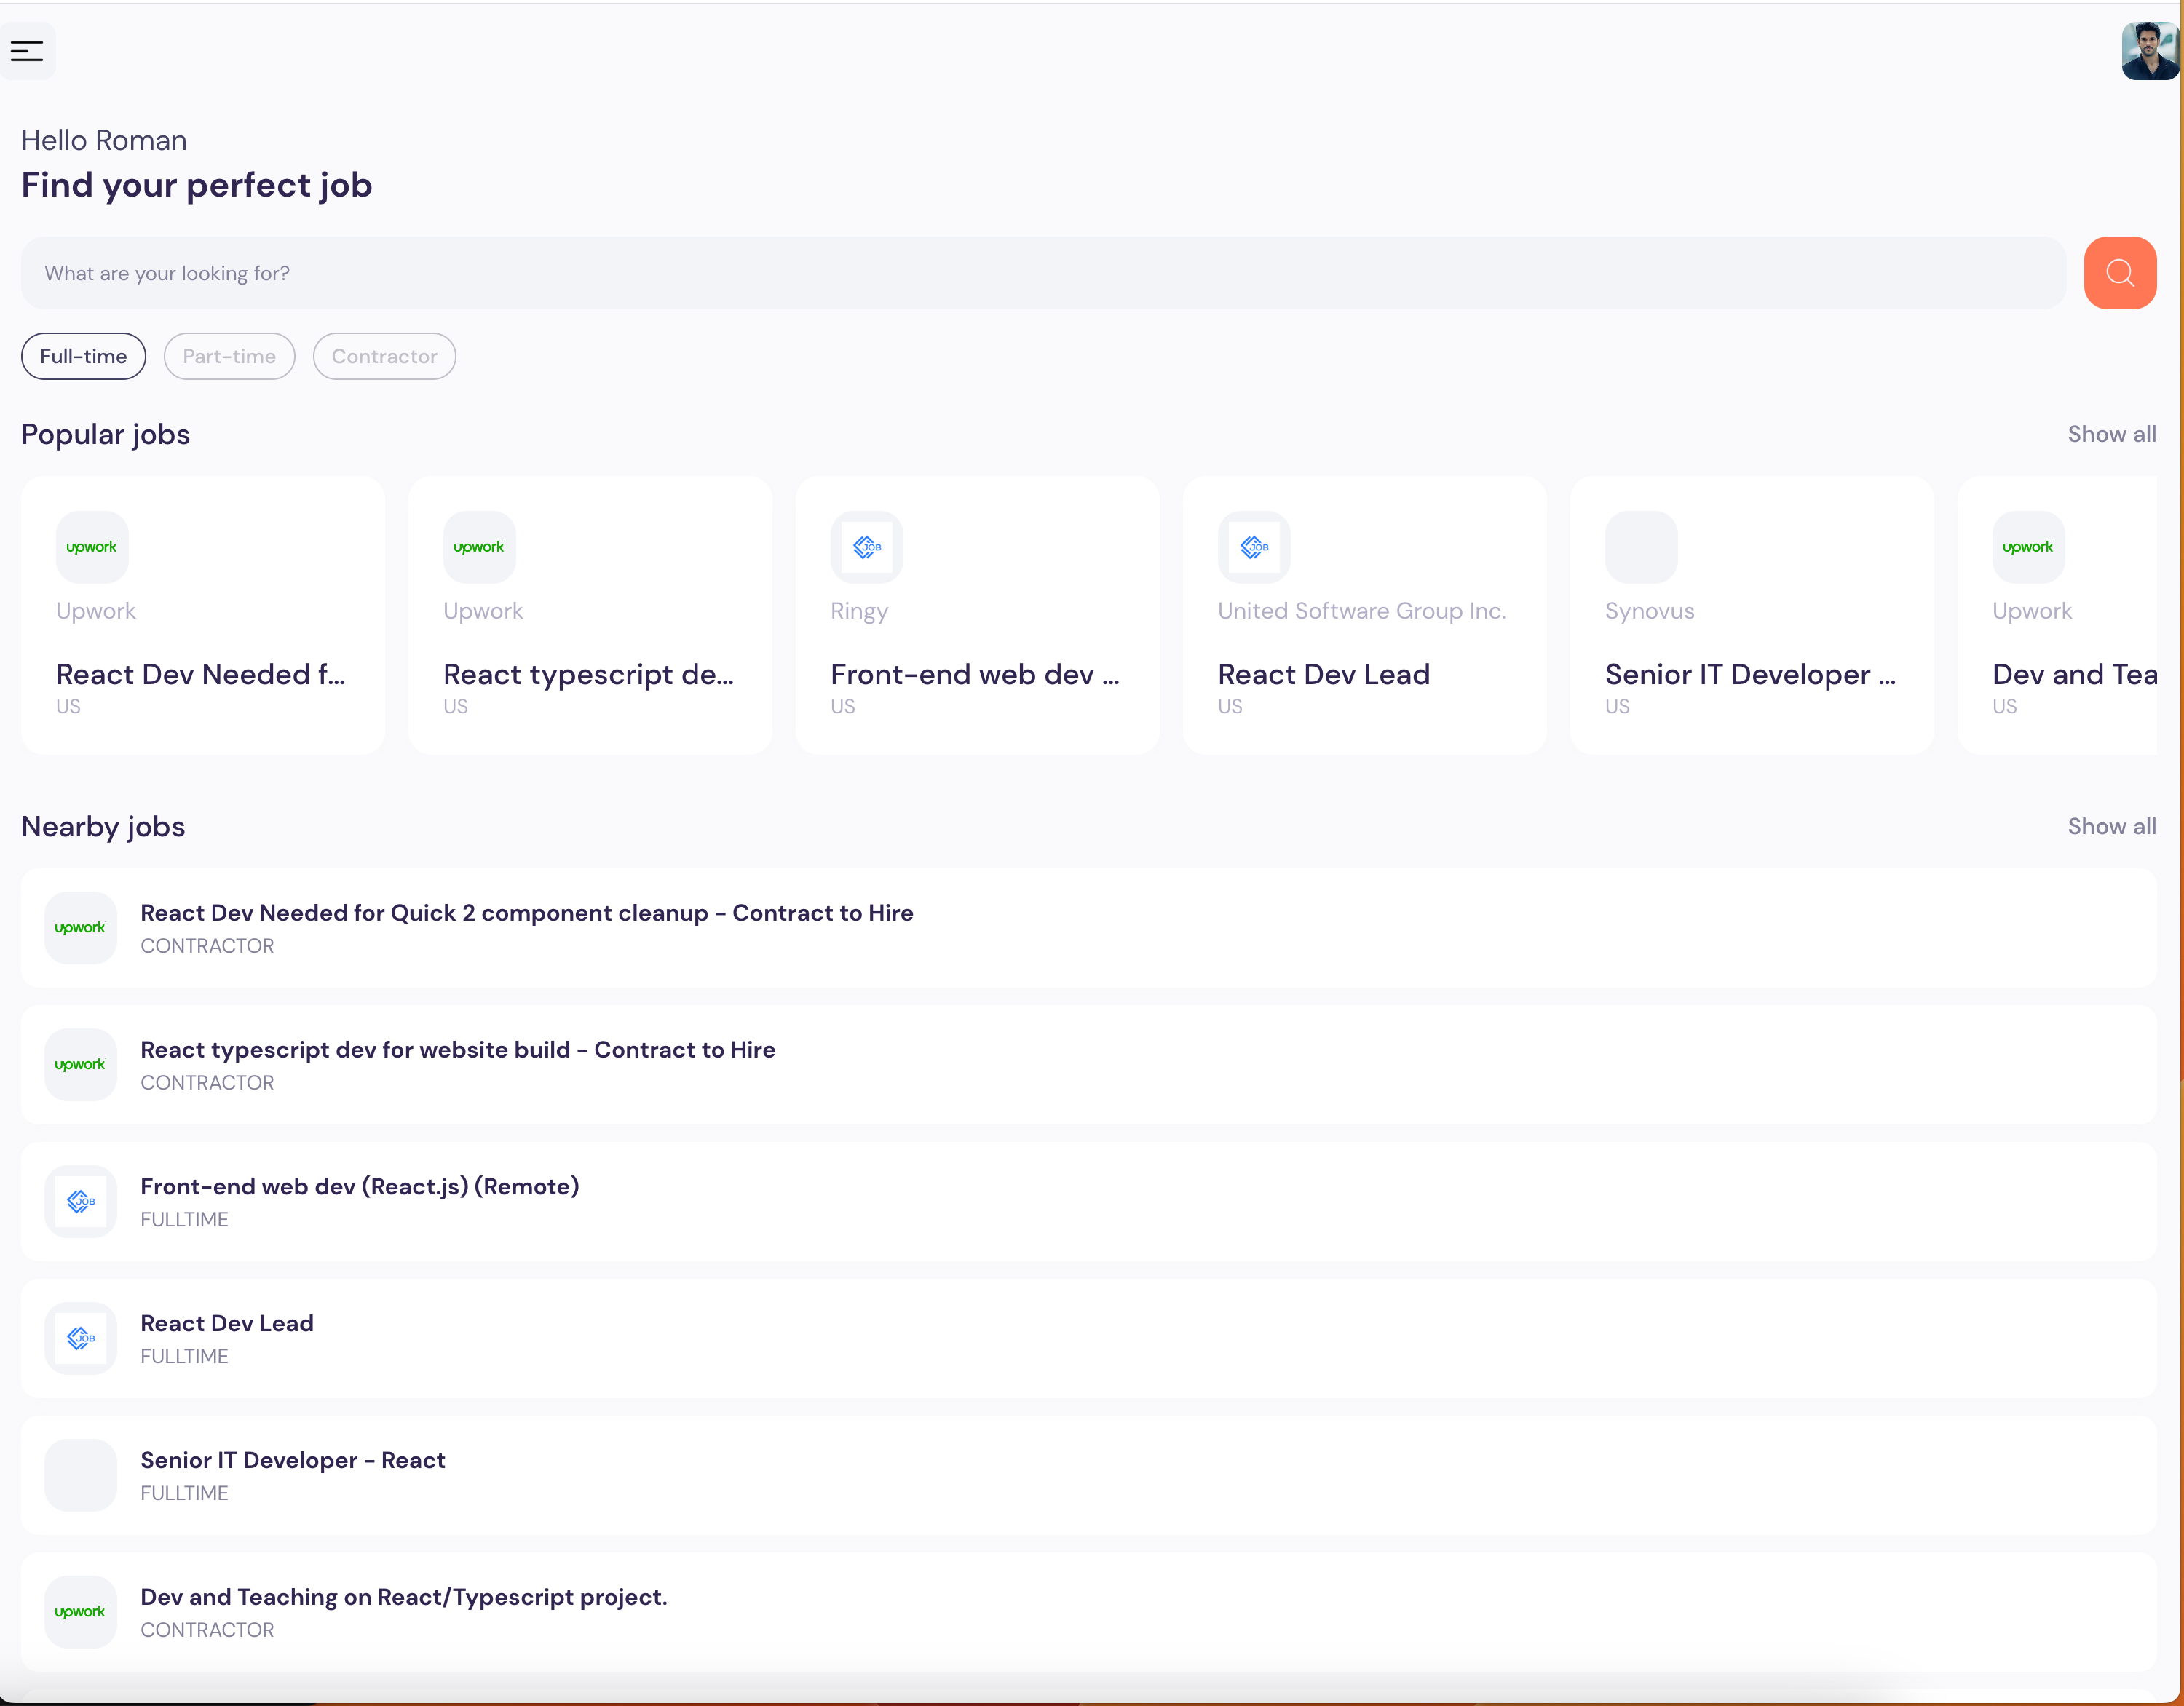 Hello Roman
Find your perfect job
What are your looking for?
Full-time Part-time Contractor
Popular jobs Show all
upwork
Upwork
React Dev Needed f...
US
upwork
Upwork
React typescript de...
US
JOB
Ringy
Front-end web dev ...
US
JOB
United Software Group Inc.
React Dev Lead
US
Synovus
Senior IT Developer ...
US
upwork
Upwork
Dev and Tea
US
Nearby jobs Show all
upwork
React Dev Needed for Quick 2 component cleanup - Contract to Hire
CONTRACTOR
upwork
React typescript dev for website build - Contract to Hire
CONTRACTOR
JOB
Front-end web dev (React.js) (Remote)
FULLTIME
JOB
React Dev Lead
FULLTIME
Senior IT Developer - React
FULLTIME
upwork
Dev and Teaching on React/Typescript project.
CONTRACTOR